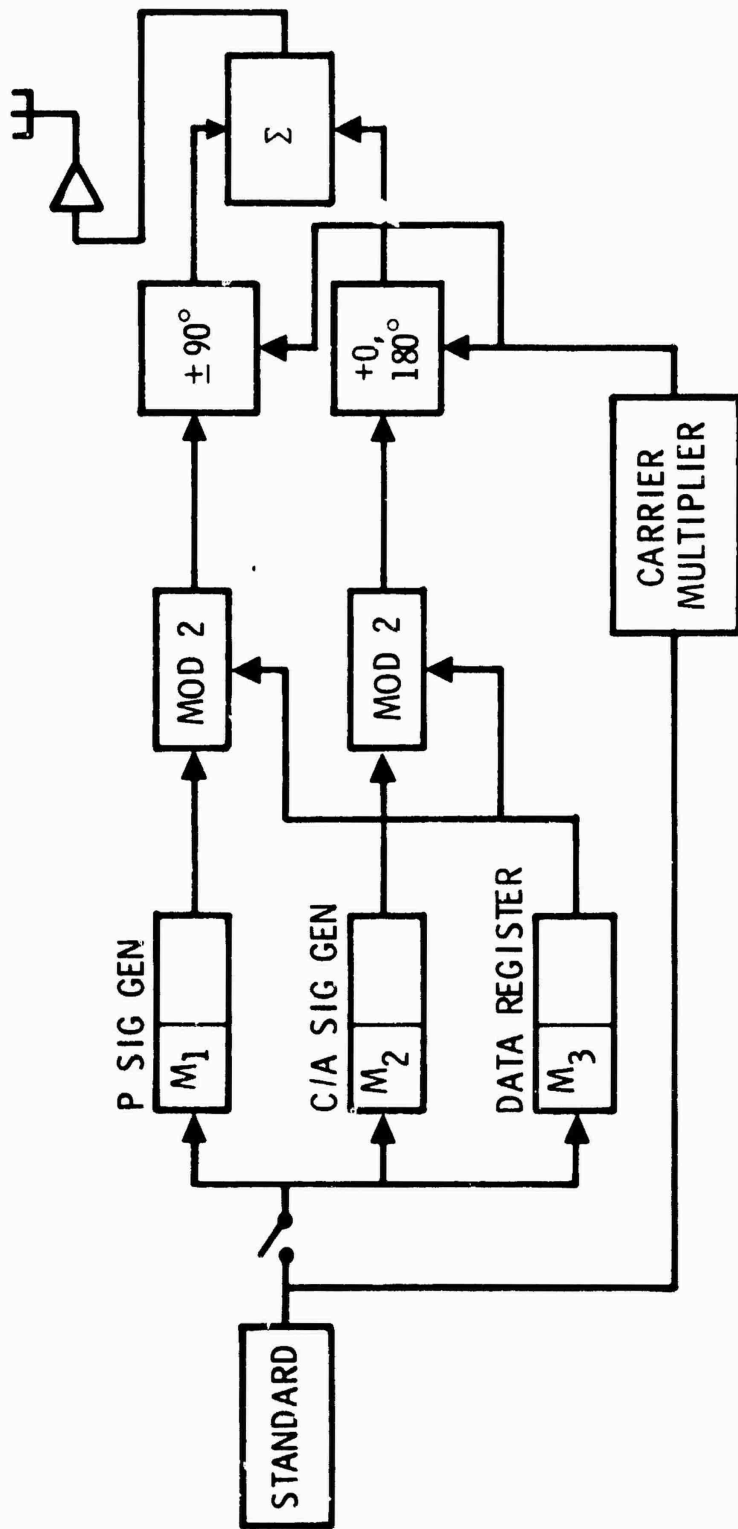 STANDARD
P SIG GEN
M1
C/A SIG GEN
M2
DATA REGISTER
M3
MOD 2
MOD 2
± 90°
+0,
180°
Σ
CARRIER
MULTIPLIER